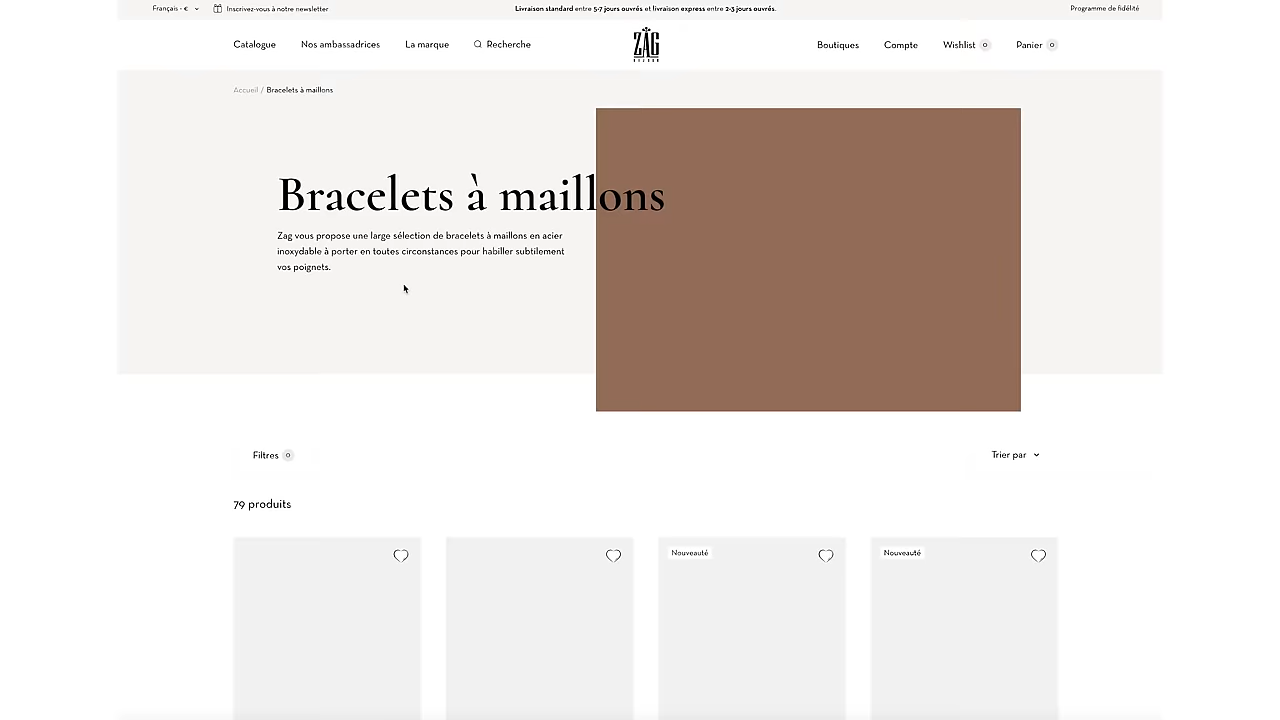 Français - €
Inscrivez-vous à notre newsletter
Livraison standard entre 5-7 jours ouvrés et livraison express entre 2-3 jours ouvrés.
Programme de fidélité
Catalogue
Nos ambassadrices
La marque
Recherche
ZAG
BIJOUX
Boutiques
Compte
Wishlist 0
Panier 0
Accueil / Bracelets à maillons
Bracelets à maillons
Zag vous propose une large sélection de bracelets à maillons en acier
inoxydable à porter en toutes circonstances pour habiller subtilement
vos poignets.
Filtres 0
Trier par
79 produits
Nouveauté
Nouveauté